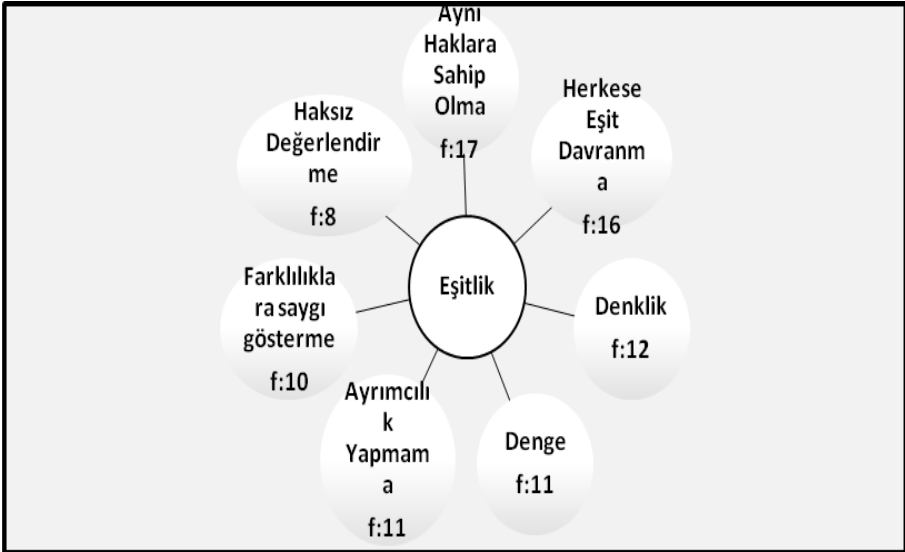 Aynı
Haklara
Sahip
Olma
f:17
Herkese
Eşit
Davranm
a
f:16
Denklik
f:12
Denge
f:11
Ayrımcılı
k
Yapmam
a
f:11
Farklılıkla
ra saygı
gösterme
f:10
Haksız
Değerlendir
me
f:8
Eşitlik